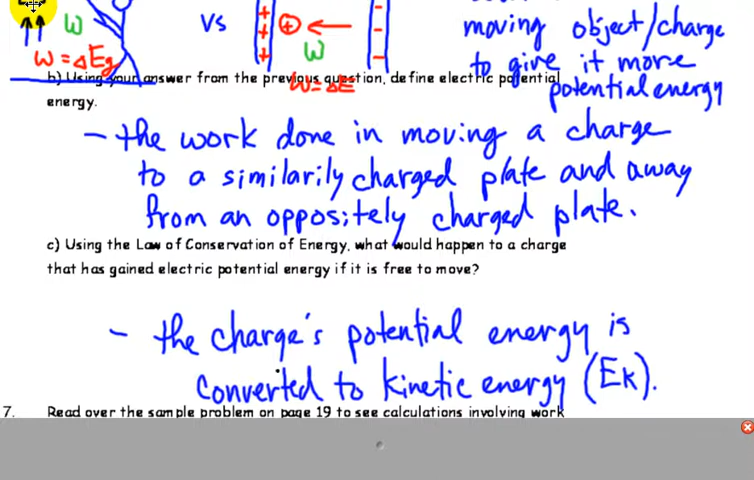 W
W = ΔEg
vs
+
+
+
+
W
W = ΔE
-
-
-
moving object/charge
to give it more
potential energy
b) Using your answer from the previous question, define electric potential
energy.
- the work done in moving a charge
to a similarily charged plate and away
from an oppositely charged plate.
c) Using the Law of Conservation of Energy, what would happen to a charge
that has gained electric potential energy if it is free to move?
- the charge's potential energy is
converted to kinetic energy (Ek).
7. Read over the sample problem on page 19 to see calculations involving work